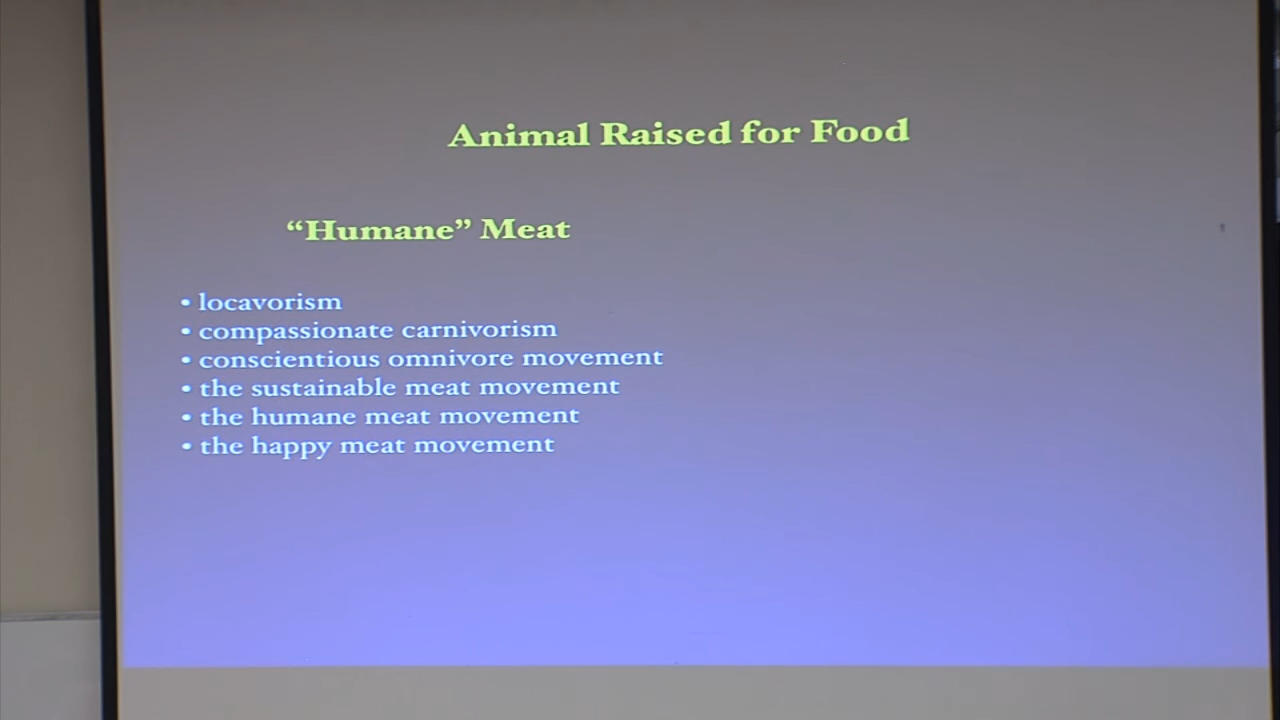 Animal Raised for Food
“Humane” Meat
• locavorism
• compassionate carnivorism
• conscientious omnivore movement
• the sustainable meat movement
• the humane meat movement
• the happy meat movement